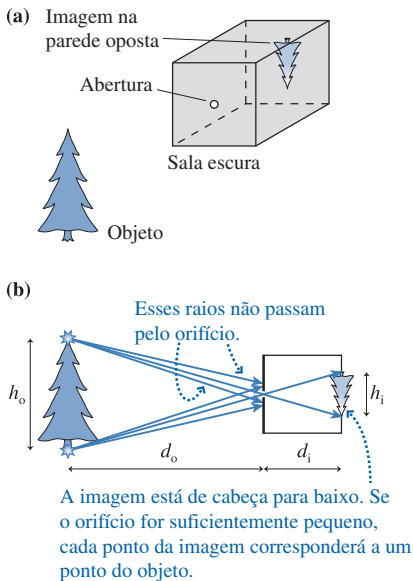 (a)
Imagem na
parede oposta
Abertura
Sala escura
Objeto
(b)
Esses raios não passam
pelo orifício.
hₒ
hᵢ
dₒ
dᵢ
A imagem está de cabeça para baixo. Se
o orifício for suficientemente pequeno,
cada ponto da imagem corresponderá a um
ponto do objeto.